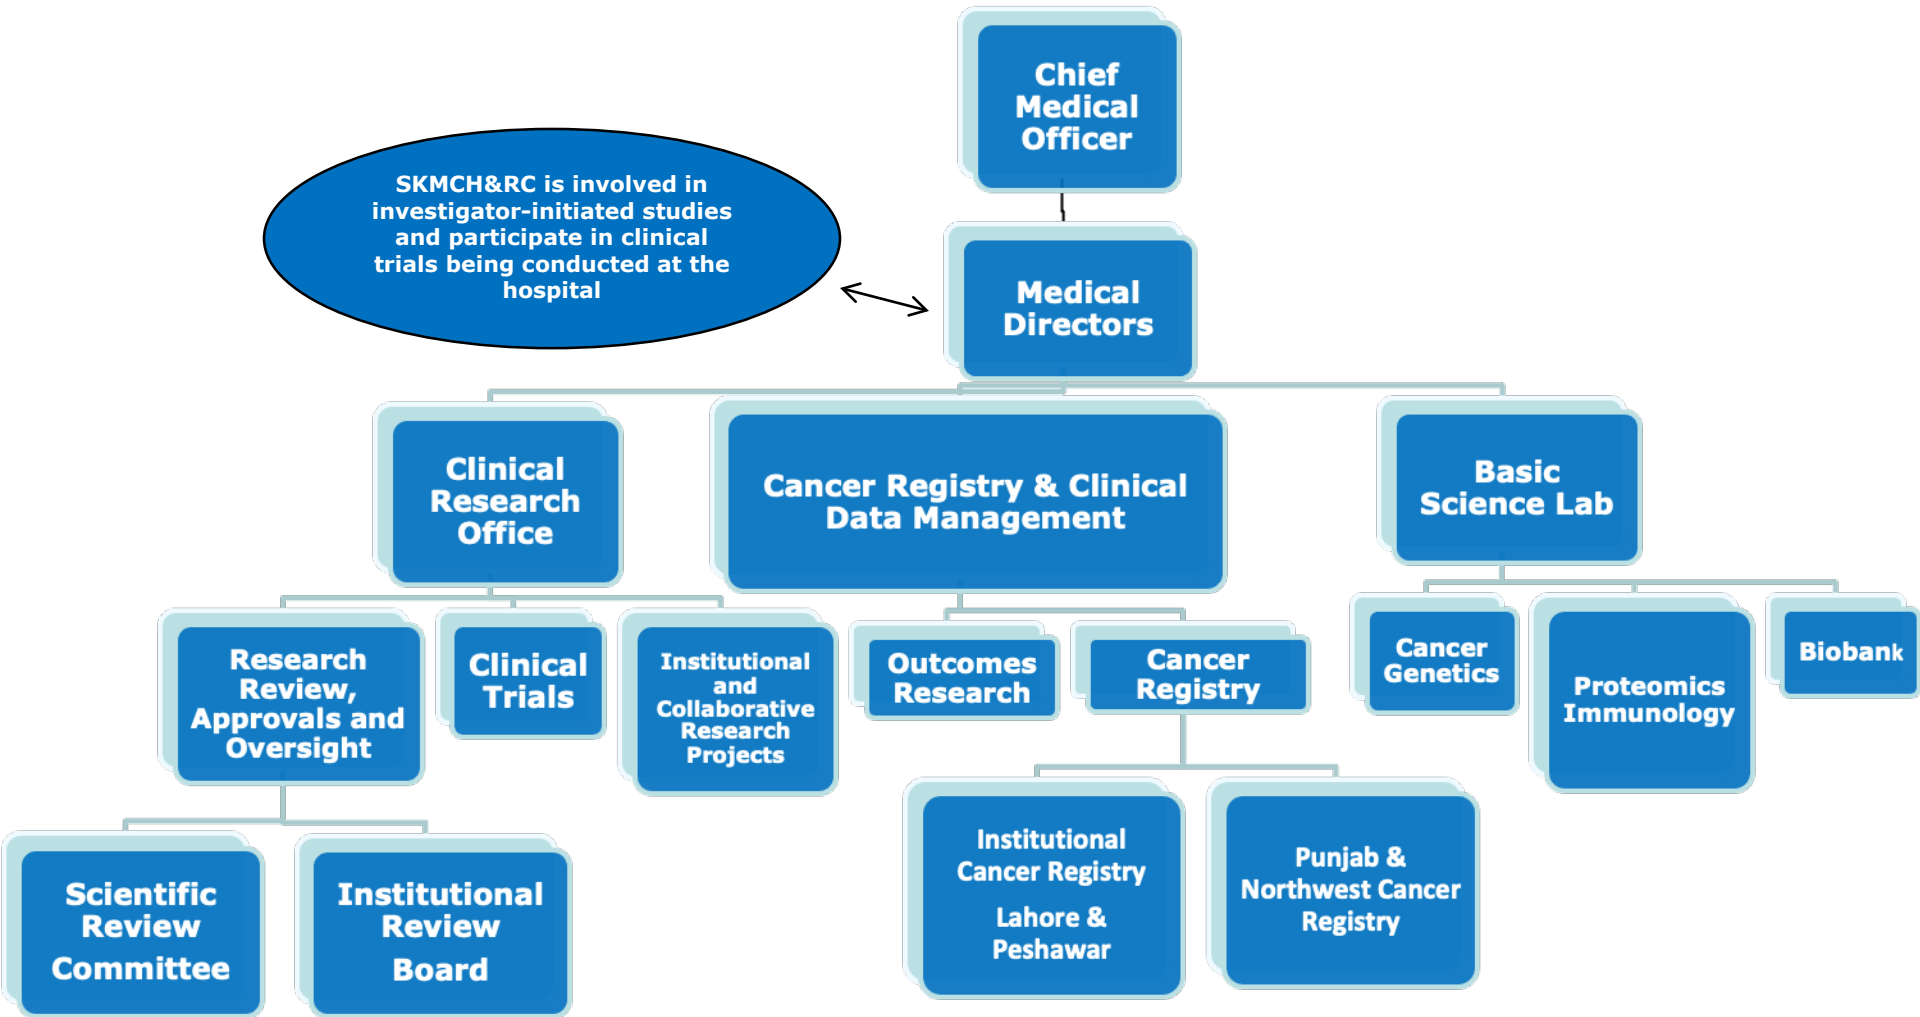 Chief
Medical
Officer
SKMCH&RC is involved in
investigator-initiated studies
and participate in clinical
trials being conducted at the
hospital
Medical
Directors
Clinical
Research
Office
Cancer Registry & Clinical
Data Management
Basic
Science Lab
Research
Review,
Approvals and
Oversight
Clinical
Trials
Institutional
and
Collaborative
Research
Projects
Outcomes
Research
Cancer
Registry
Cancer
Genetics
Proteomics
Immunology
Biobank
Scientific
Review
Committee
Institutional
Review
Board
Institutional
Cancer Registry
Lahore &
Peshawar
Punjab &
Northwest Cancer
Registry